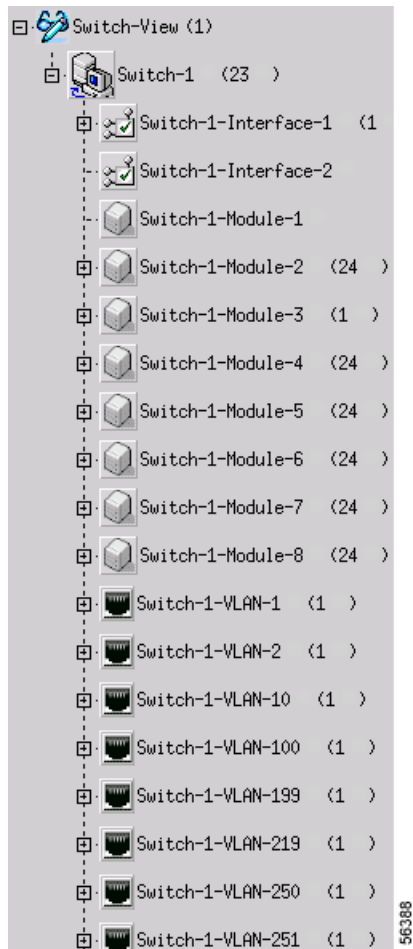 Switch-View (1)
Switch-1 (23 )
Switch-1-Interface-1 (1
Switch-1-Interface-2
Switch-1-Module-1
Switch-1-Module-2 (24 )
Switch-1-Module-3 (1 )
Switch-1-Module-4 (24 )
Switch-1-Module-5 (24 )
Switch-1-Module-6 (24 )
Switch-1-Module-7 (24 )
Switch-1-Module-8 (24 )
Switch-1-VLAN-1 (1 )
Switch-1-VLAN-2 (1 )
Switch-1-VLAN-10 (1 )
Switch-1-VLAN-100 (1 )
Switch-1-VLAN-199 (1 )
Switch-1-VLAN-219 (1 )
Switch-1-VLAN-250 (1 )
Switch-1-VLAN-251 (1 )
56388